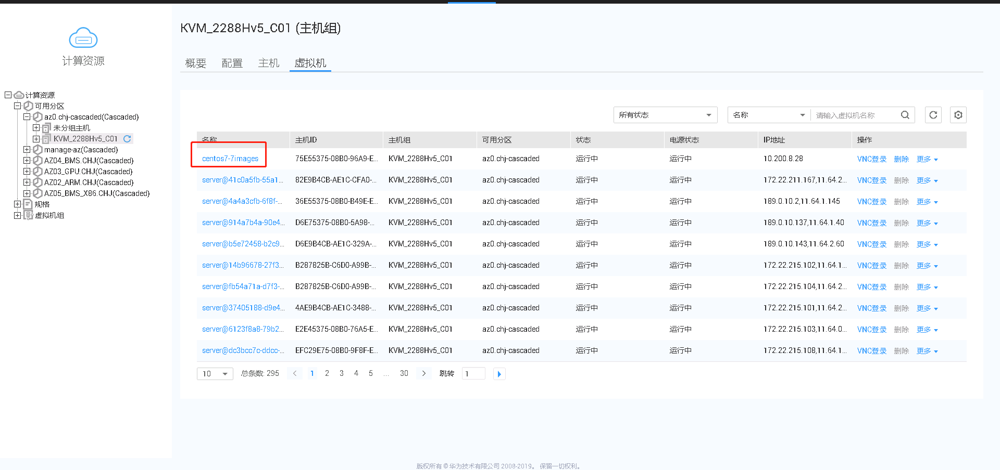 KVM_2288Hv5_C01 (主机组)
计算资源
概要 配置 主机 虚拟机
计算资源
可用分区
az0.chj-cascaded(Cascaded)
未分组主机
KVM_2288Hv5_C01
manage-az(Cascaded)
AZ04_BMS.CHJ(Cascaded)
AZ03_GPU.CHJ(Cascaded)
AZ02_ARM.CHJ(Cascaded)
AZ05_BMS_X86.CHJ(Cascaded)
规格
虚拟机组
所有状态 名称 请输入虚拟机名称
名称 主机ID 主机组 可用分区 状态 电源状态 IP地址 操作
centos7-7images 75E55375-08B0-96A9-E... KVM_2288Hv5_C01 az0.chj-cascaded 运行中 运行中 10.200.8.28 VNC登录 删除 更多
server@41c0a5fb-55a1... 82E9B4CB-AE1C-CFA0-... KVM_2288Hv5_C01 az0.chj-cascaded 运行中 运行中 172.22.211.167,11.64.2... VNC登录 删除 更多
server@4a4a3cfb-6f8f-... 36E55375-08B0-B49E-E... KVM_2288Hv5_C01 az0.chj-cascaded 运行中 运行中 189.0.10.2,11.64.1.145 VNC登录 删除 更多
server@914a7b4a-90e4... D6E75375-08B0-5A98-... KVM_2288Hv5_C01 az0.chj-cascaded 运行中 运行中 189.0.10.137,11.64.1.40 VNC登录 删除 更多
server@b5e72458-b2c9... D6E9B4CB-AE1C-329A-... KVM_2288Hv5_C01 az0.chj-cascaded 运行中 运行中 189.0.10.143,11.64.2.60 VNC登录 删除 更多
server@14b96678-27f3... B287825B-C6D0-A99B-... KVM_2288Hv5_C01 az0.chj-cascaded 运行中 运行中 172.22.215.102,11.64.1... VNC登录 删除 更多
server@fb54a71a-d7f3-... B287825B-C6D0-A99B-... KVM_2288Hv5_C01 az0.chj-cascaded 运行中 运行中 172.22.215.104,11.64.2... VNC登录 删除 更多
server@37405188-d9e4... 4AE9B4CB-AE1C-3488-... KVM_2288Hv5_C01 az0.chj-cascaded 运行中 运行中 172.22.215.101,11.64.2... VNC登录 删除 更多
server@6123f8a8-79b2... E2E45375-08B0-76A5-E... KVM_2288Hv5_C01 az0.chj-cascaded 运行中 运行中 172.22.215.103,11.64.0... VNC登录 删除 更多
server@dc3bcc7c-ddcc-... EFC29E75-08B0-9F8F-E... KVM_2288Hv5_C01 az0.chj-cascaded 运行中 运行中 172.22.215.108,11.64.1... VNC登录 删除 更多
10 总条数: 295 < 1 2 3 4 5 ... 30 > 跳转 1
版权所有 © 华为技术有限公司 2008-2019。 保留一切权利。